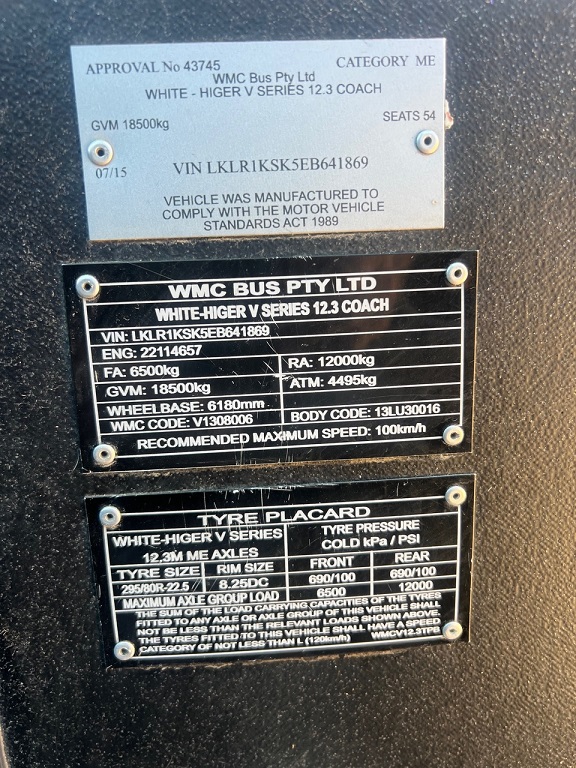 APPROVAL No 43745 CATEGORY ME
WMC Bus Pty Ltd
WHITE - HIGER V SERIES 12.3 COACH
GVM 18500kg SEATS 54
07/15 VIN LKLR1KSK5EB641869
VEHICLE WAS MANUFACTURED TO
COMPLY WITH THE MOTOR VEHICLE
STANDARDS ACT 1989
WMC BUS PTY LTD
WHITE-HIGER V SERIES 12.3 COACH
VIN: LKLR1KSK5EB641869
ENG: 22114657
FA: 6500kg RA: 12000kg
GVM: 18500kg ATM: 4495kg
WHEELBASE: 6180mm
WMC CODE: V1308006 BODY CODE: 13LU30016
RECOMMENDED MAXIMUM SPEED: 100km/h
TYRE PLACARD
WHITE-HIGER V SERIES TYRE PRESSURE
12.3M ME AXLES COLD kPa / PSI
TYRE SIZE RIM SIZE FRONT REAR
295/80R-22.5 8.25DC 690/100 690/100
MAXIMUM AXLE GROUP LOAD 6500 12000
THE SUM OF THE LOAD CARRYING CAPACITIES OF THE TYRES
FITTED TO ANY AXLE OR AXLE GROUP OF THIS VEHICLE SHALL
NOT BE LESS THAN THE RELEVANT LOADS SHOWN ABOVE.
THE TYRES FITTED TO THIS VEHICLE SHALL HAVE A SPEED
CATEGORY OF NOT LESS THAN L (120km/h) WMCV12.3TPB